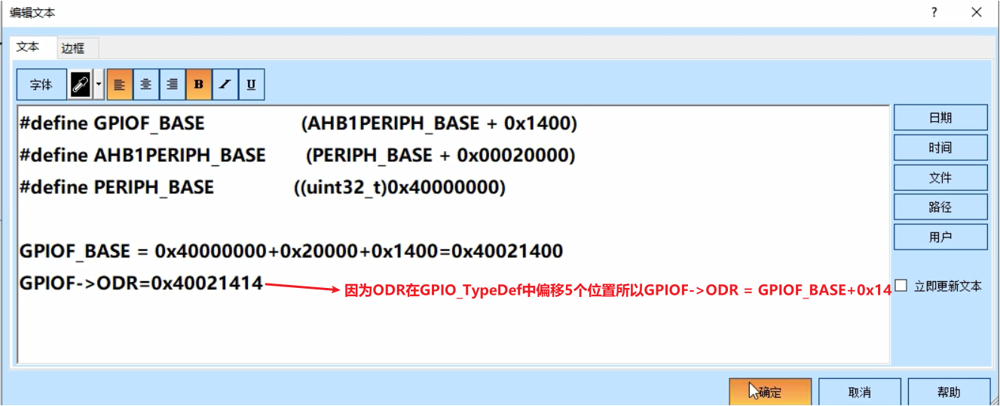 编辑文本
?
文本
边框
字体
B
I
U
#define GPIOF_BASE (AHB1PERIPH_BASE + 0x1400)
#define AHB1PERIPH_BASE (PERIPH_BASE + 0x00020000)
#define PERIPH_BASE ((uint32_t)0x40000000)
GPIOF_BASE = 0x40000000+0x20000+0x1400=0x40021400
GPIOF->ODR=0x40021414
因为ODR在GPIO_TypeDef中偏移5个位置所以GPIOF->ODR = GPIOF_BASE+0x14
日期
时间
文件
路径
用户
立即更新文本
确定
取消
帮助